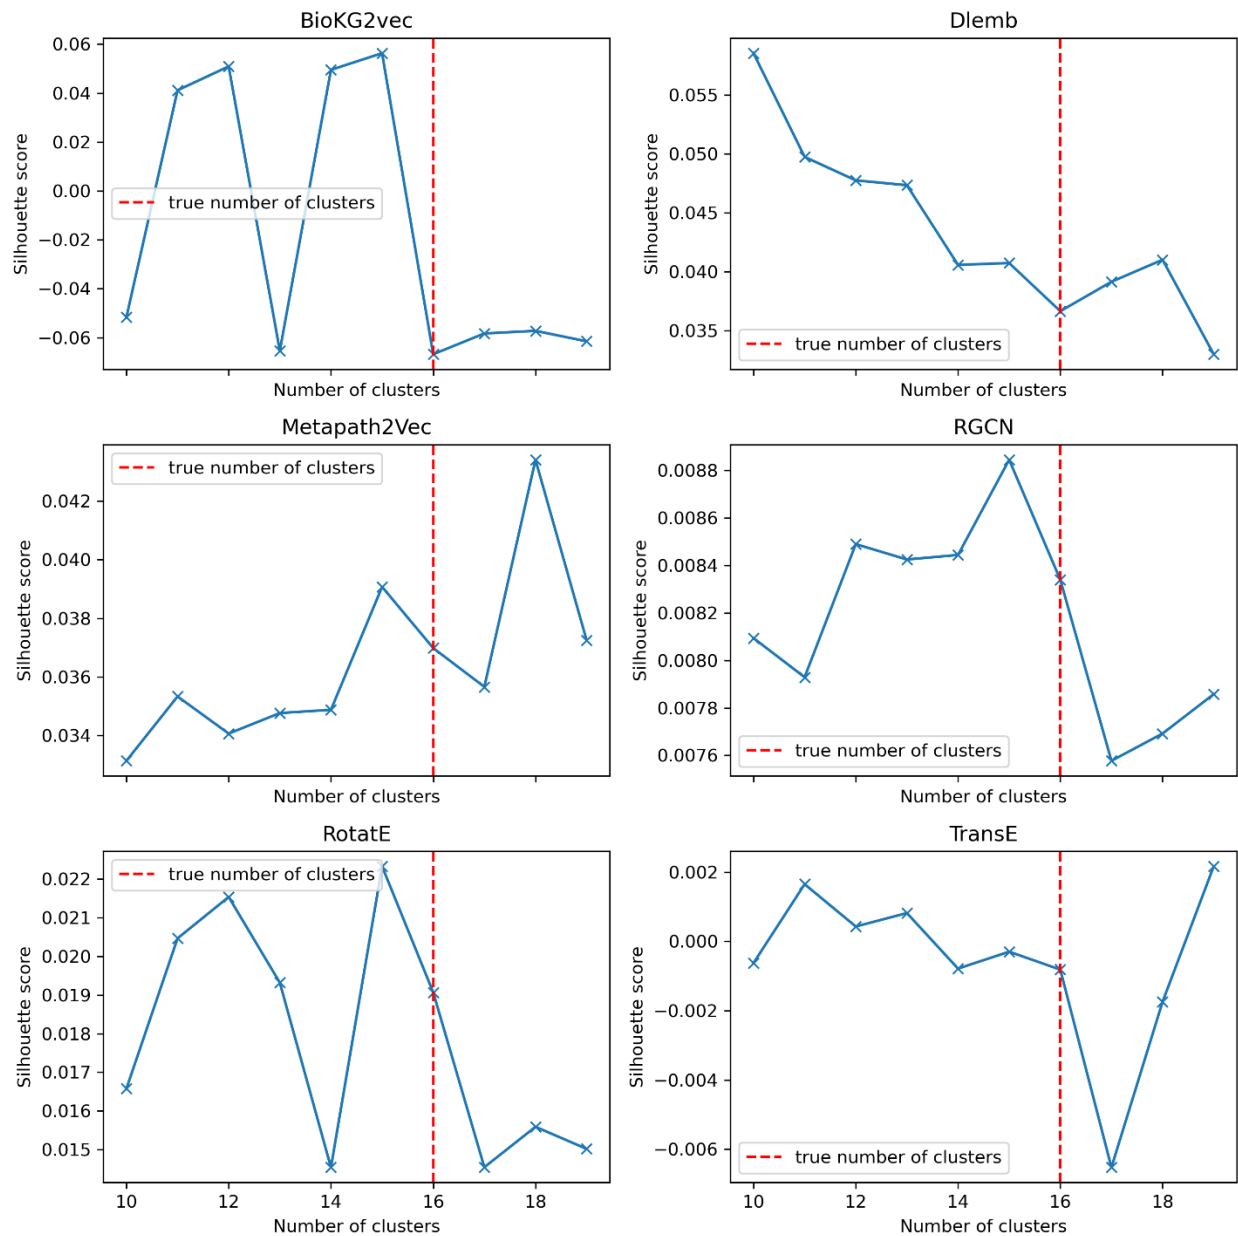 BioKG2vec
0.06
0.04
0.02
0.00
−0.02
−0.04
−0.06
Silhouette score
true number of clusters
Number of clusters
Dlemb
0.055
0.050
0.045
0.040
0.035
Silhouette score
true number of clusters
Number of clusters
Metapath2Vec
0.042
0.040
0.038
0.036
0.034
Silhouette score
true number of clusters
Number of clusters
RGCN
0.0088
0.0086
0.0084
0.0082
0.0080
0.0078
0.0076
Silhouette score
true number of clusters
Number of clusters
RotatE
0.022
0.021
0.020
0.019
0.018
0.017
0.016
0.015
Silhouette score
true number of clusters
10 12 14 16 18
Number of clusters
TransE
0.002
0.000
−0.002
−0.004
−0.006
Silhouette score
true number of clusters
10 12 14 16 18
Number of clusters